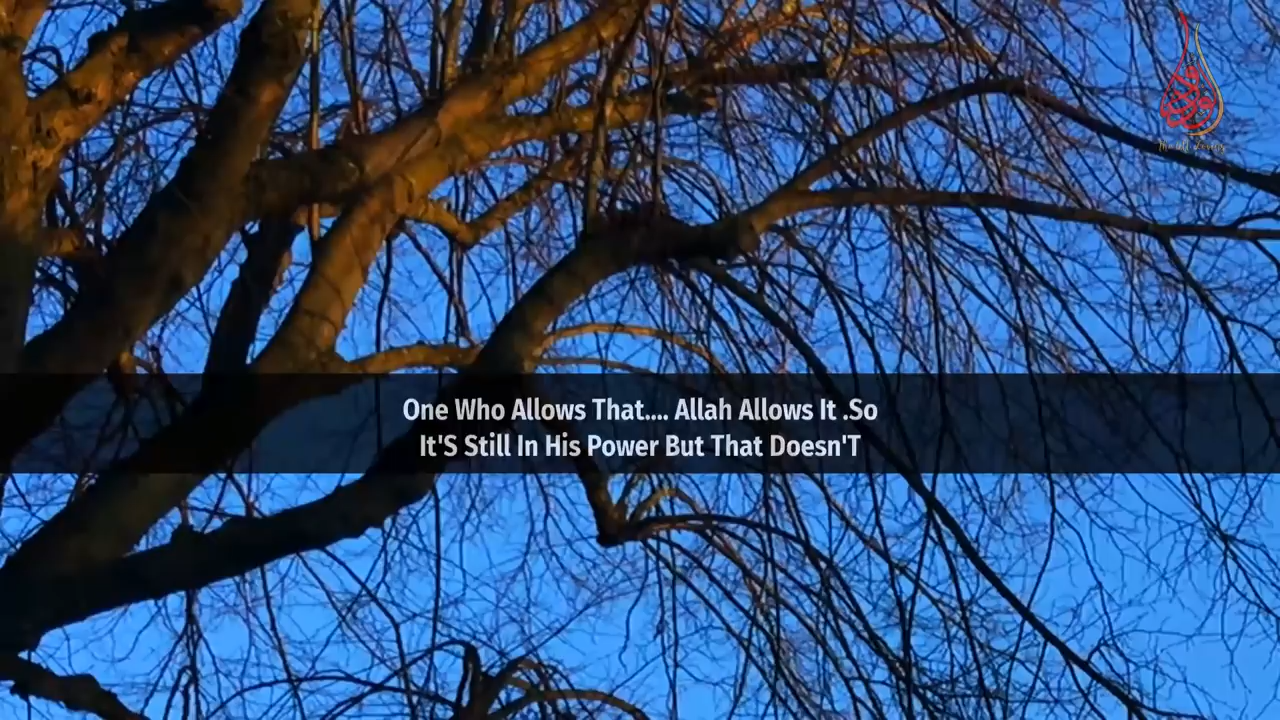 One Who Allows That.... Allah Allows It .So
It'S Still In His Power But That Doesn'T